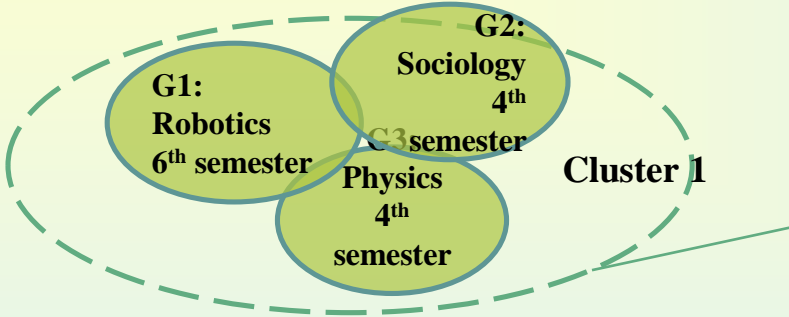 G1:
Robotics
6th semester
G2:
Sociology
4th
semester
G3:
Physics
4th
semester
Cluster 1